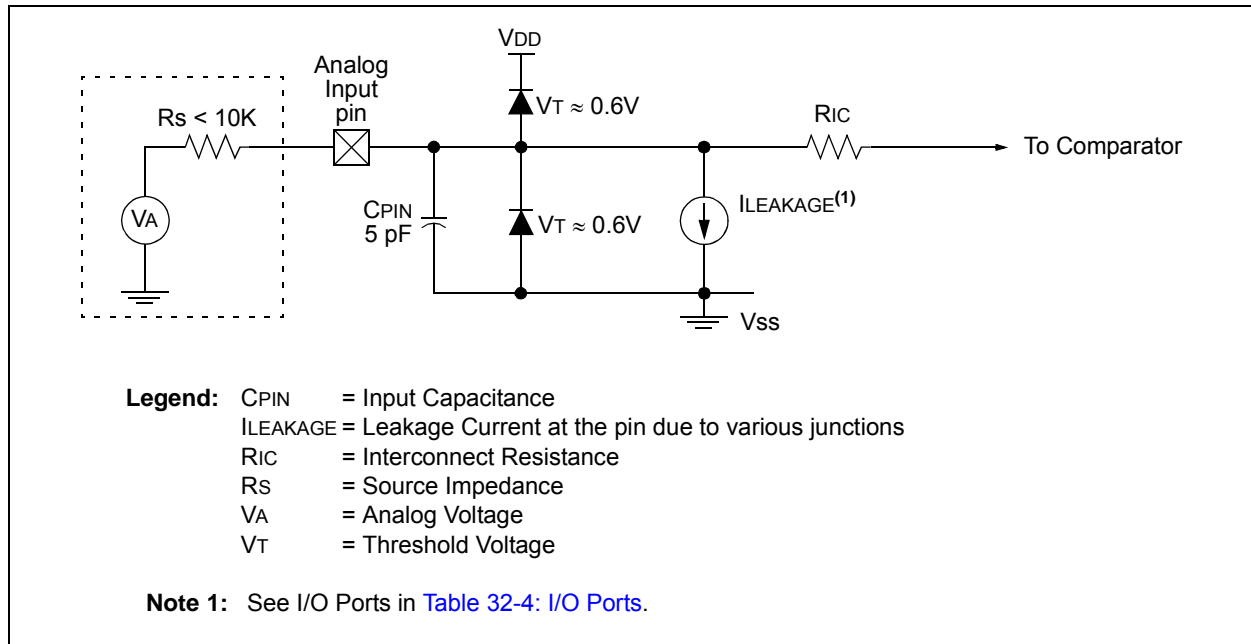 VDD
Analog
Input
pin
Rs < 10K
VT ≈ 0.6V
RIC
To Comparator
VA
CPIN
5 pF
VT ≈ 0.6V
ILEAKAGE(1)
Vss
Legend: CPIN = Input Capacitance
ILEAKAGE = Leakage Current at the pin due to various junctions
RIC = Interconnect Resistance
RS = Source Impedance
VA = Analog Voltage
VT = Threshold Voltage
Note 1: See I/O Ports in Table 32-4: I/O Ports.